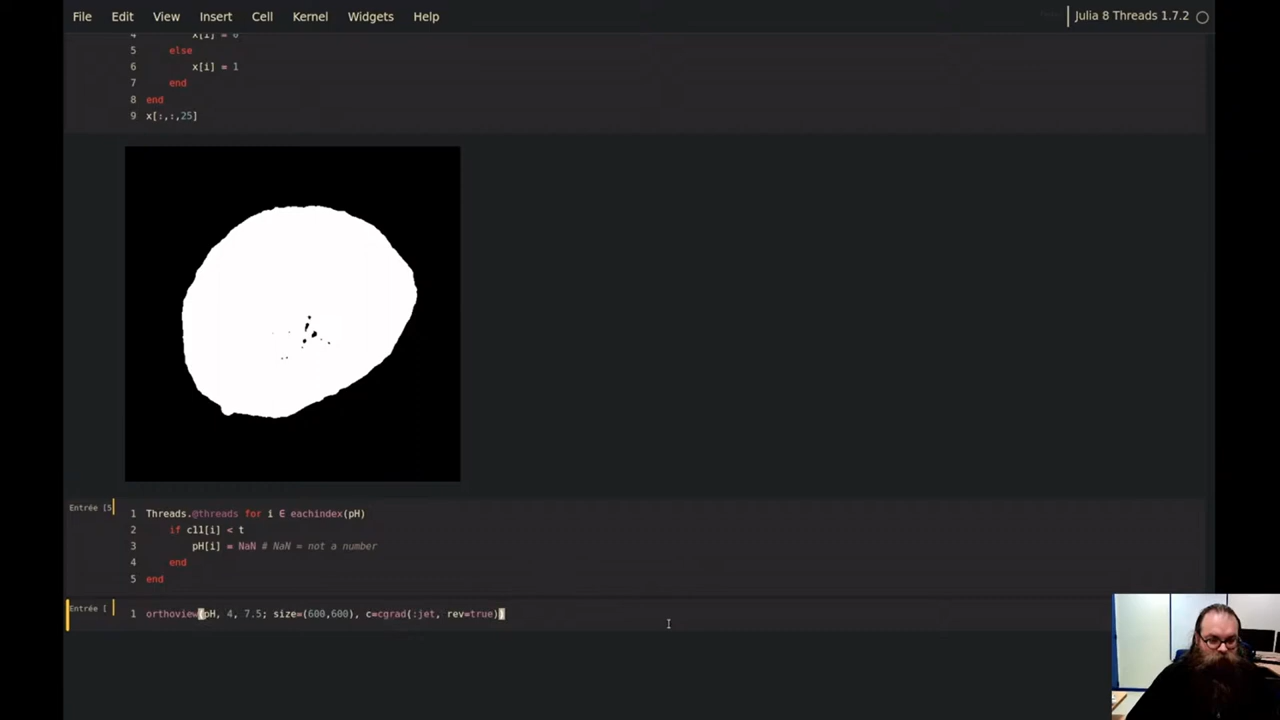 File Edit View Insert Cell Kernel Widgets Help
Julia 8 Threads 1.7.2
4 x[i] = 0
5 else
6 x[i] = 1
7 end
8 end
9 x[:,:,25]
Entrée [5
1 Threads.@threads for i ∈ eachindex(pH)
2 if c11[i] < t
3 pH[i] = NaN # NaN = not a number
4 end
5 end
Entrée [
1 orthoview(pH, 4, 7.5; size=(600,600), c=cgrad(:jet, rev=true))